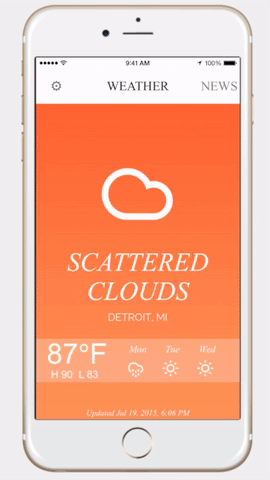 9:41 AM 100%
WEATHER NEWS
SCATTERED
CLOUDS
DETROIT, MI
87°F Mon Tue Wed
H 90 L 83
Updated Jul 19, 2015, 6:06 PM